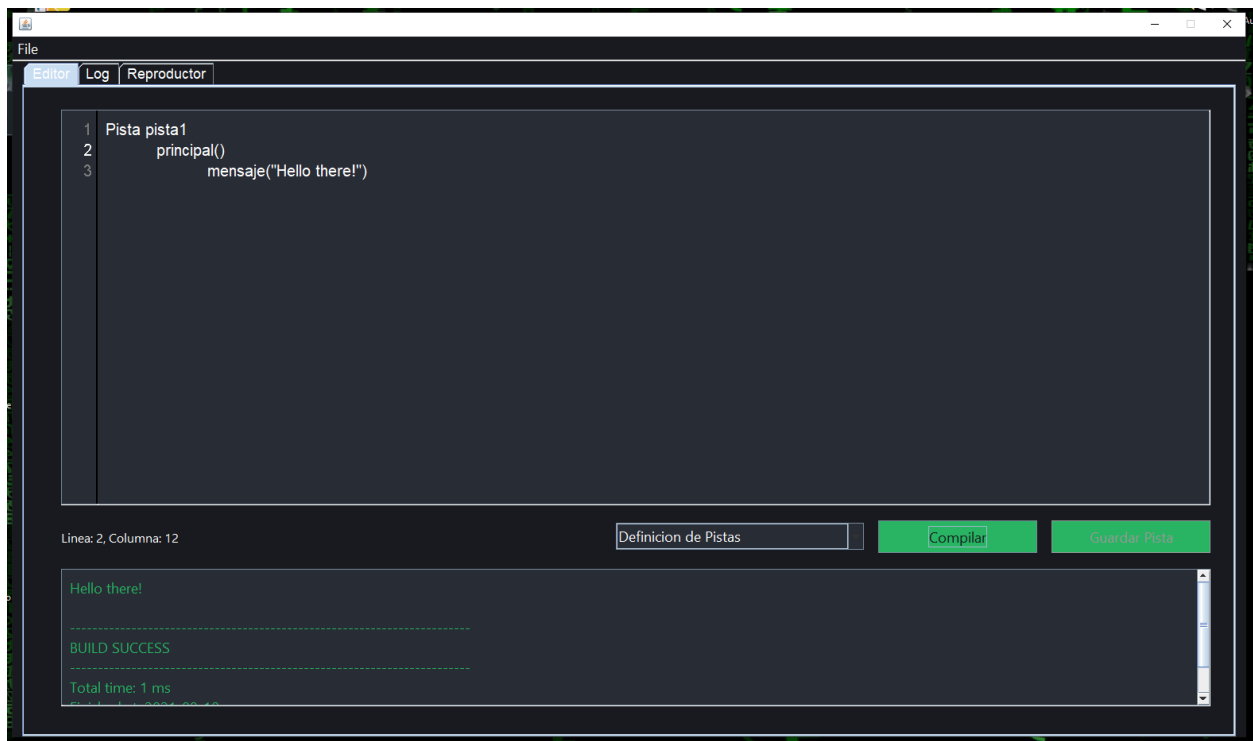 File
Editor Log Reproductor
1 Pista pista1
2 principal()
3 mensaje("Hello there!")
Linea: 2, Columna: 12
Definicion de Pistas
Compilar
Guardar Pista
Hello there!
--------------------------------------------------------------------
BUILD SUCCESS
--------------------------------------------------------------------
Total time: 1 ms